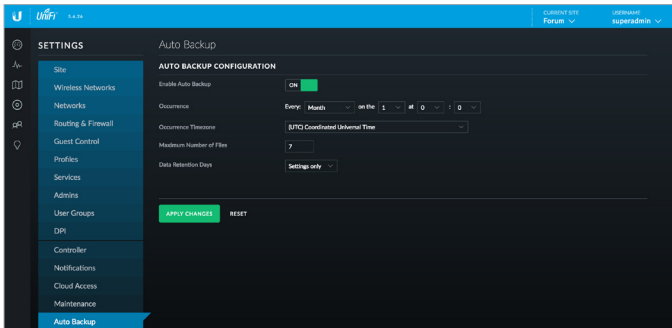 UniFi 5.6.26
CURRENT SITE
Forum
USERNAME
superadmin
SETTINGS
Site
Wireless Networks
Networks
Routing & Firewall
Guest Control
Profiles
Services
Admins
User Groups
DPI
Controller
Notifications
Cloud Access
Maintenance
Auto Backup
Auto Backup
AUTO BACKUP CONFIGURATION
Enable Auto Backup ON
Occurrence Every: Month on the 1 at 0 : 0
Occurrence Timezone (UTC) Coordinated Universal Time
Maximum Number of Files 7
Data Retention Days Settings only
APPLY CHANGES RESET